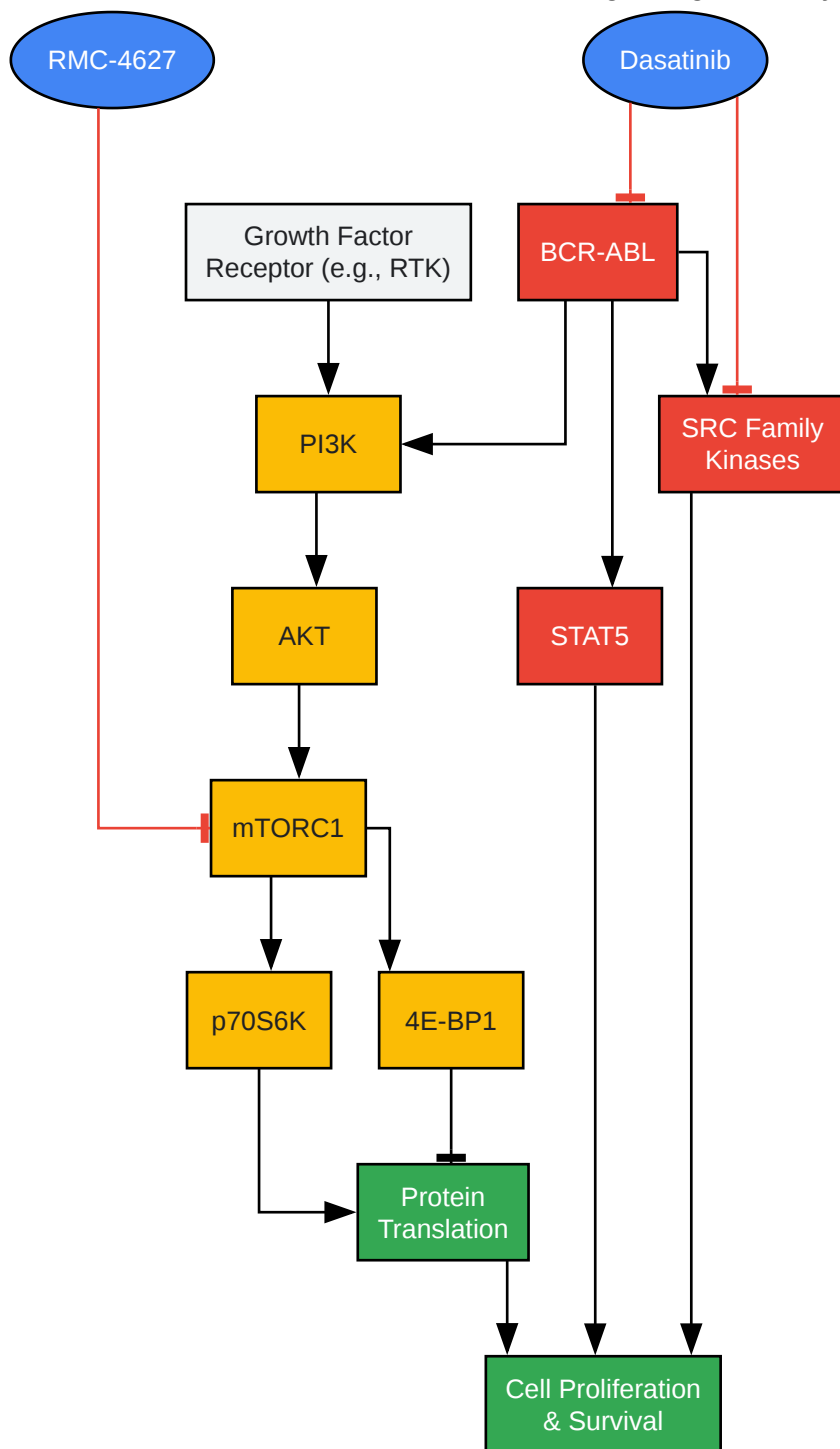 RMC-4627
Dasatinib
Growth Factor
Receptor (e.g., RTK)
BCR-ABL
PI3K
SRC Family
Kinases
AKT
STAT5
mTORC1
p70S6K
4E-BP1
Protein
Translation
Cell Proliferation
& Survival